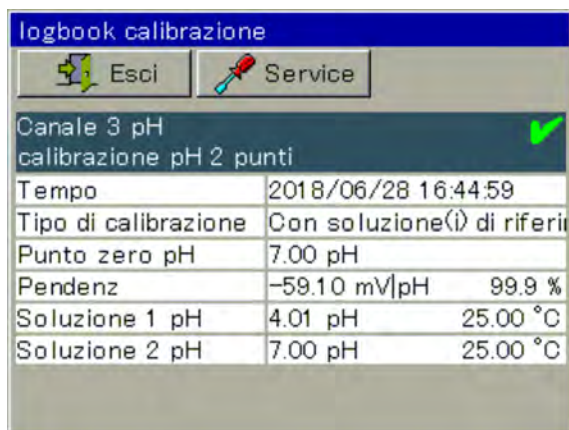 logbook calibrazione
Esci Service
Canale 3 pH
calibrazione pH 2 punti
Tempo 2018/06/28 16:44:59
Tipo di calibrazione Con soluzione(i) di riferi
Punto zero pH 7.00 pH
Pendenz -59.10 mV|pH 99.9 %
Soluzione 1 pH 4.01 pH 25.00 °C
Soluzione 2 pH 7.00 pH 25.00 °C